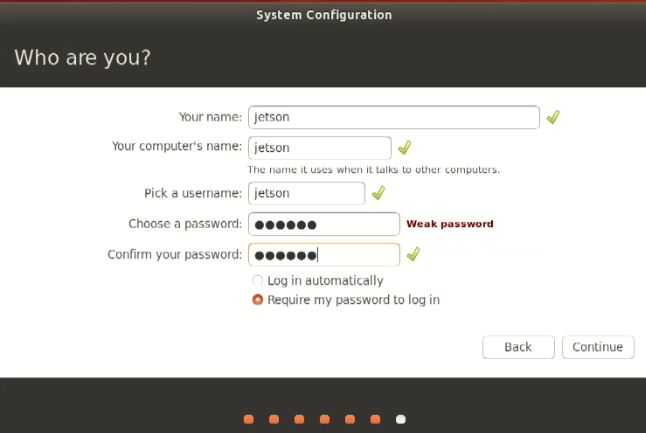 System Configuration
Who are you?
Your name: jetson
Your computer's name: jetson
The name it uses when it talks to other computers.
Pick a username: jetson
Choose a password: ●●●●●● Weak password
Confirm your password: ●●●●●●
Log in automatically
Require my password to log in
Back Continue